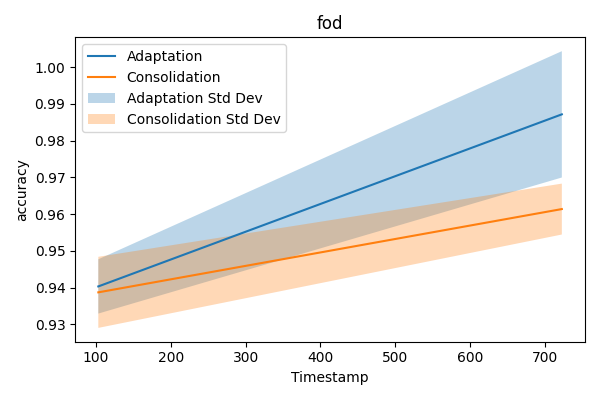 fod
Adaptation
Consolidation
Adaptation Std Dev
Consolidation Std Dev
accuracy
1.00
0.99
0.98
0.97
0.96
0.95
0.94
0.93
100 200 300 400 500 600 700
Timestamp